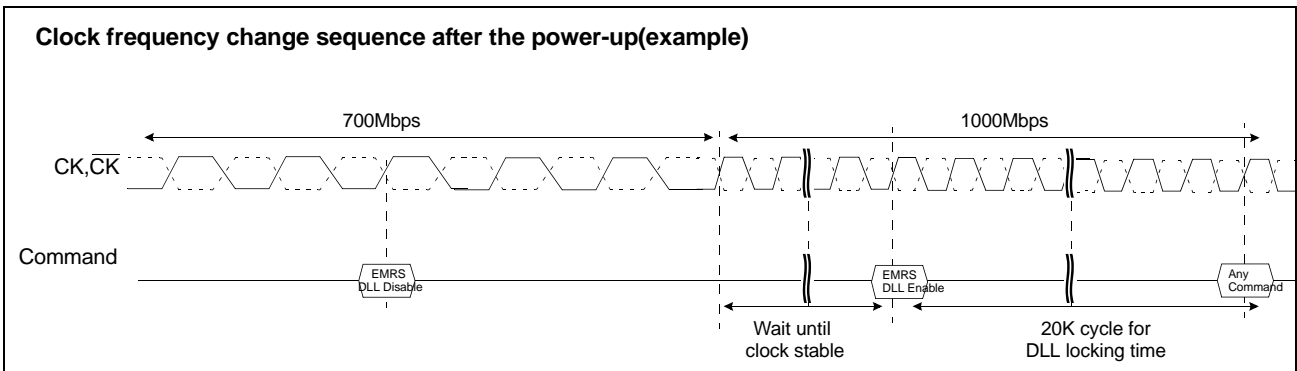 Clock frequency change sequence after the power-up(example)
700Mbps
1000Mbps
CK,C̅K̅
Command
EMRS
DLL Disable
EMRS
DLL Enable
Any
Command
Wait until
clock stable
20K cycle for
DLL locking time